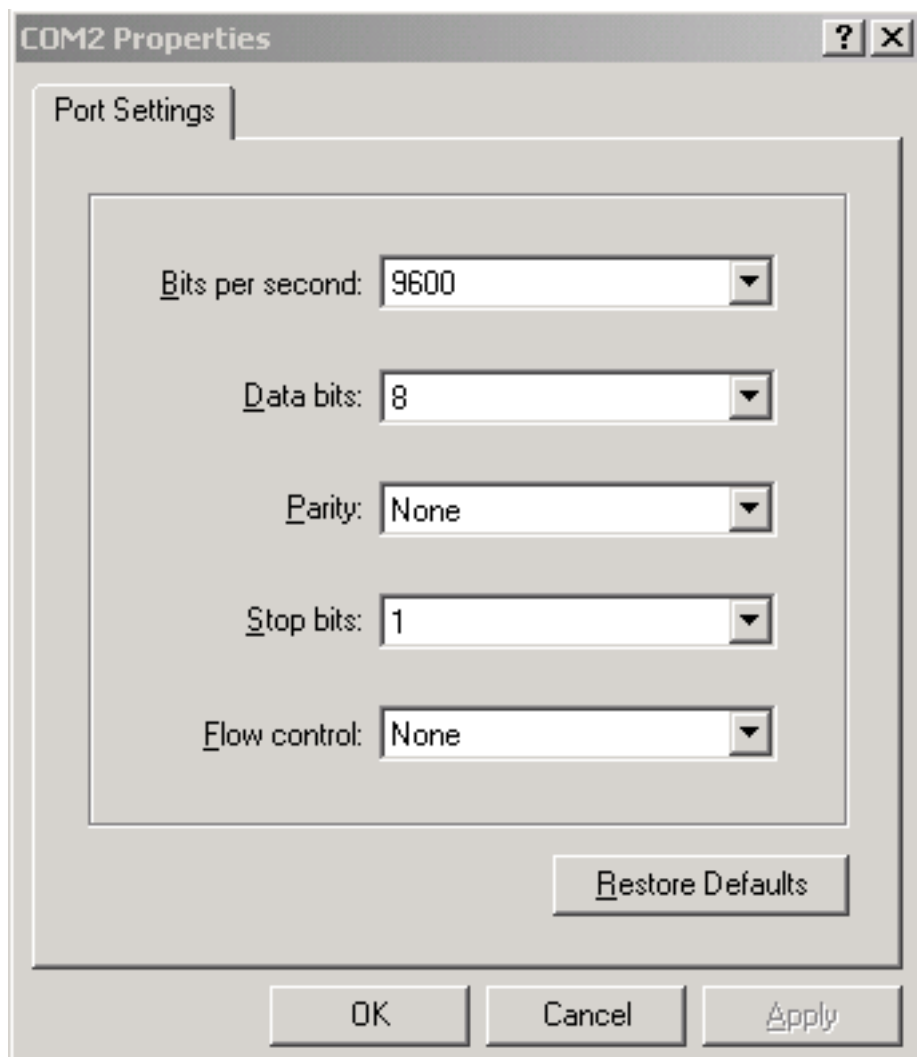 COM2 Properties ? X
Port Settings
Bits per second: 9600
Data bits: 8
Parity: None
Stop bits: 1
Flow control: None
Restore Defaults
OK Cancel Apply